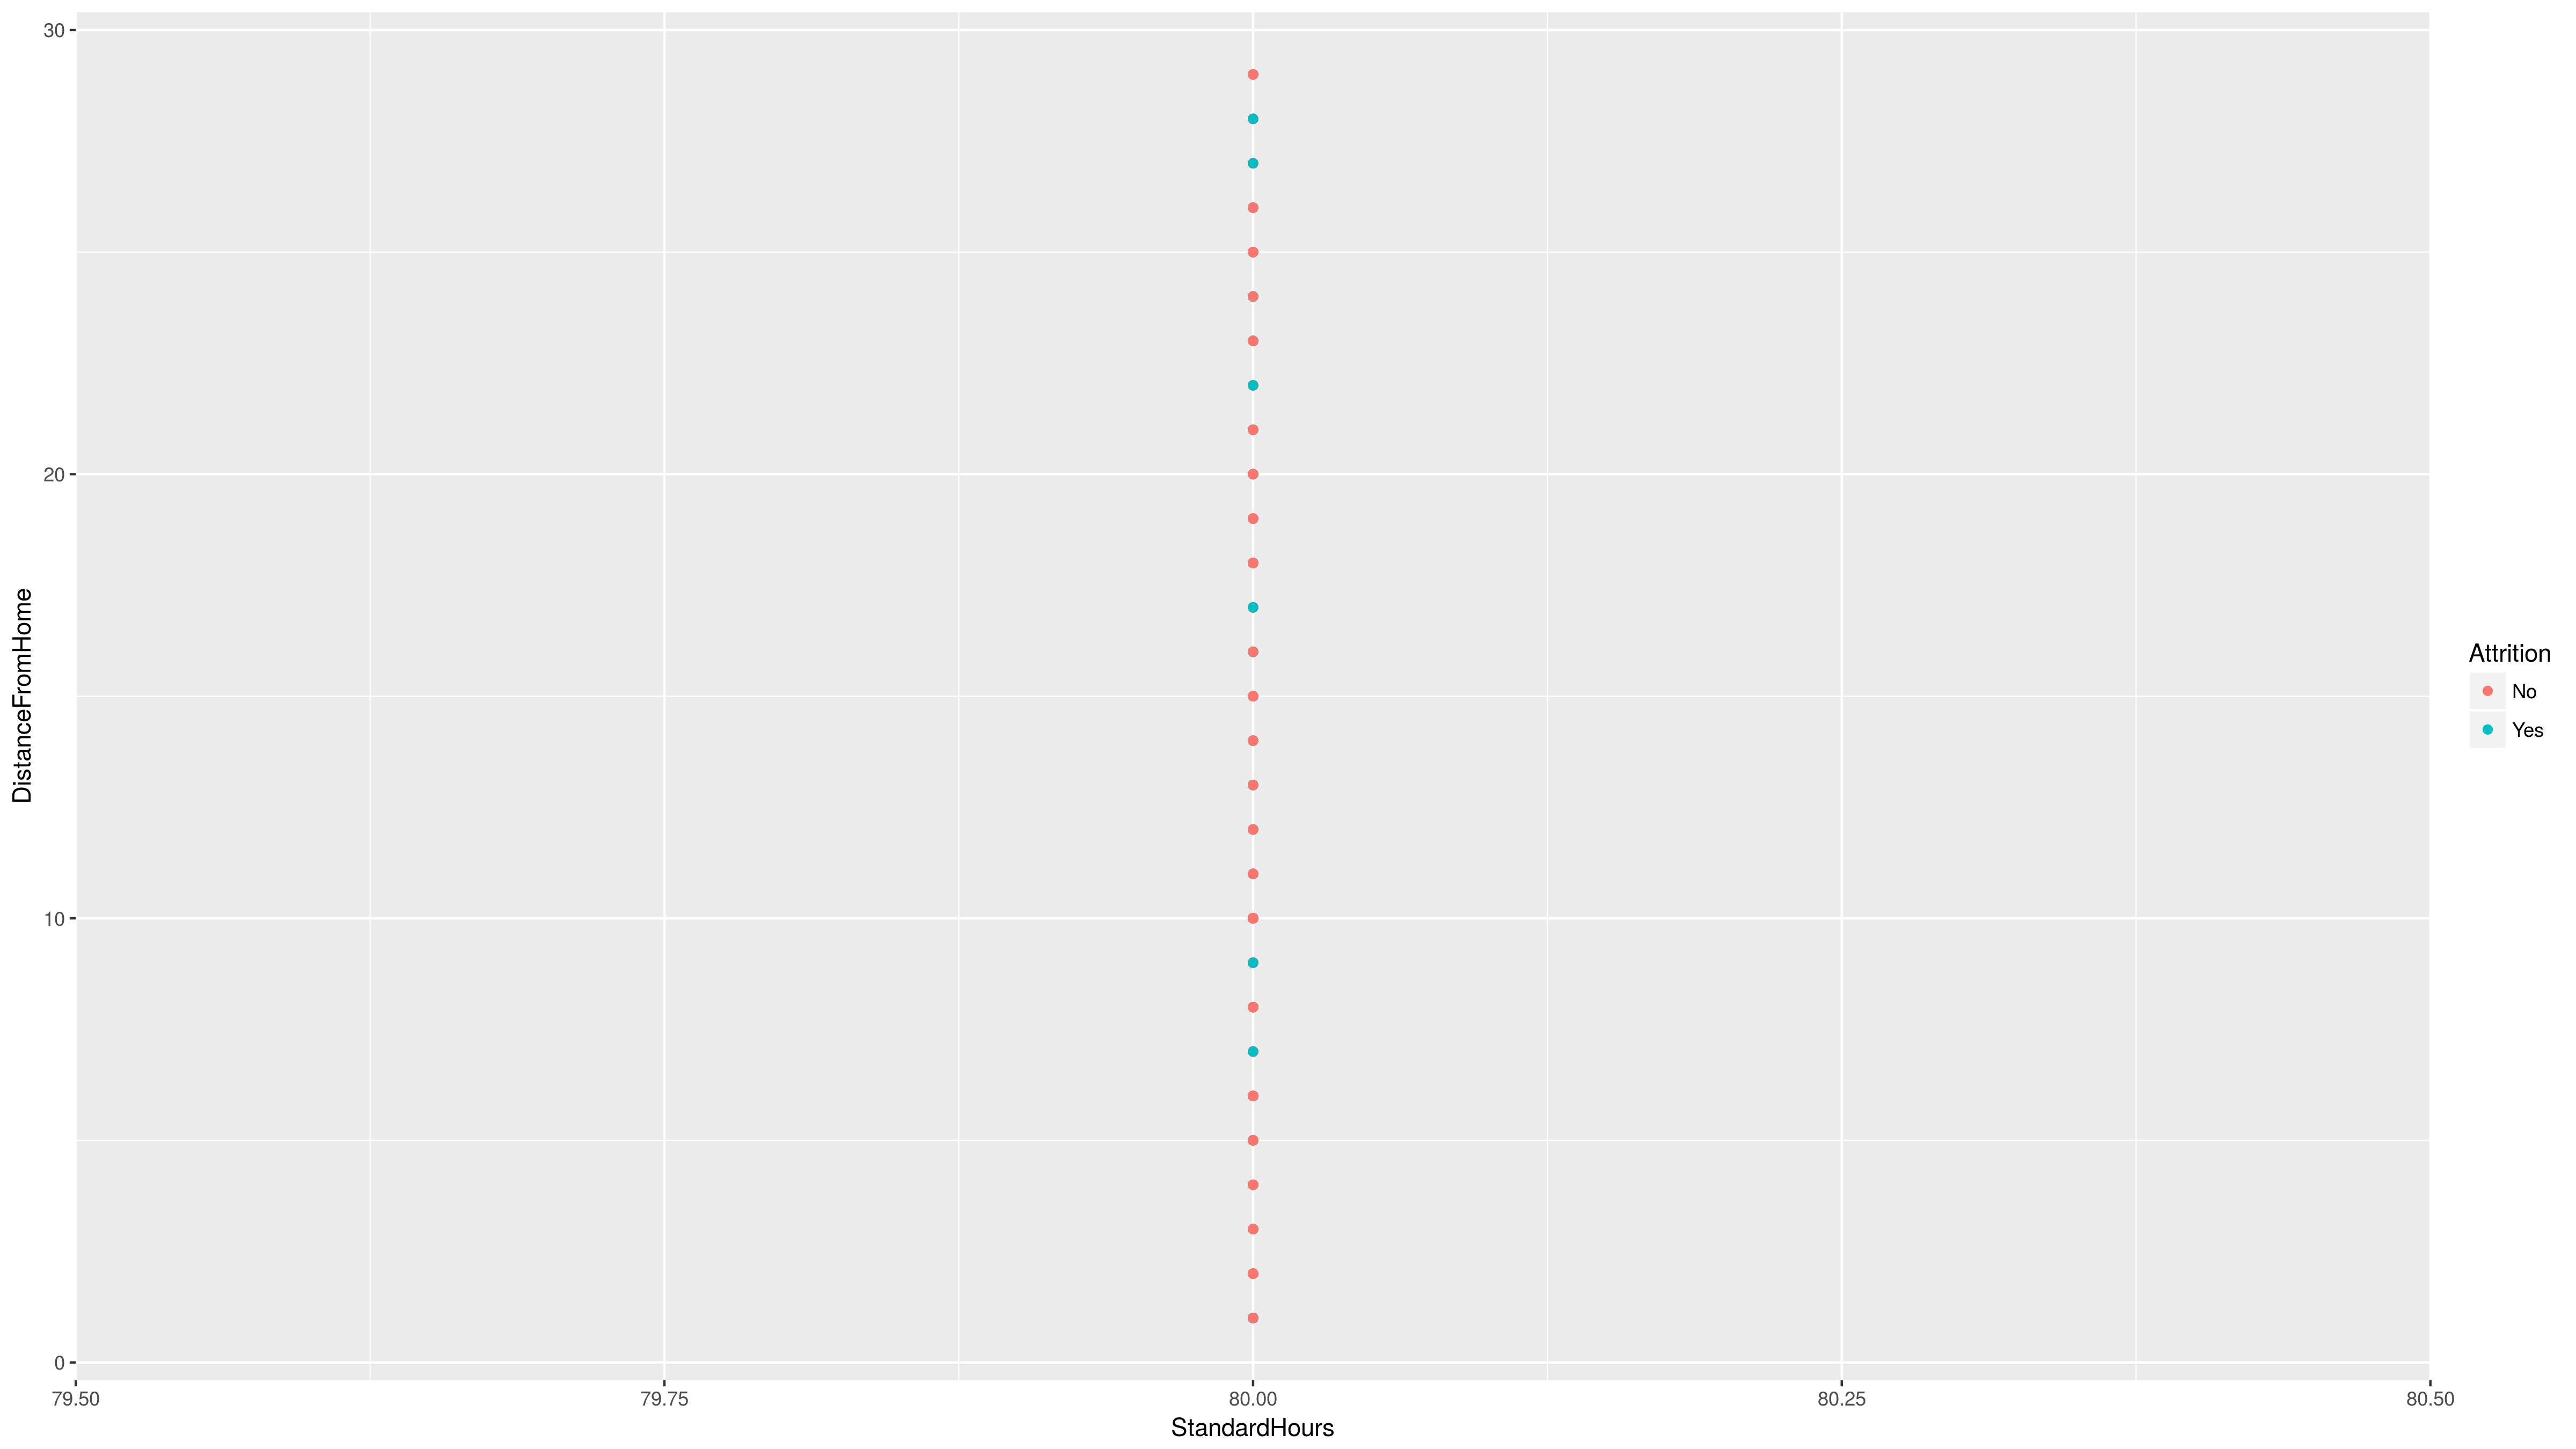 30
20
10
0
DistanceFromHome
79.50
79.75
80.00
80.25
80.50
StandardHours
Attrition
No
Yes